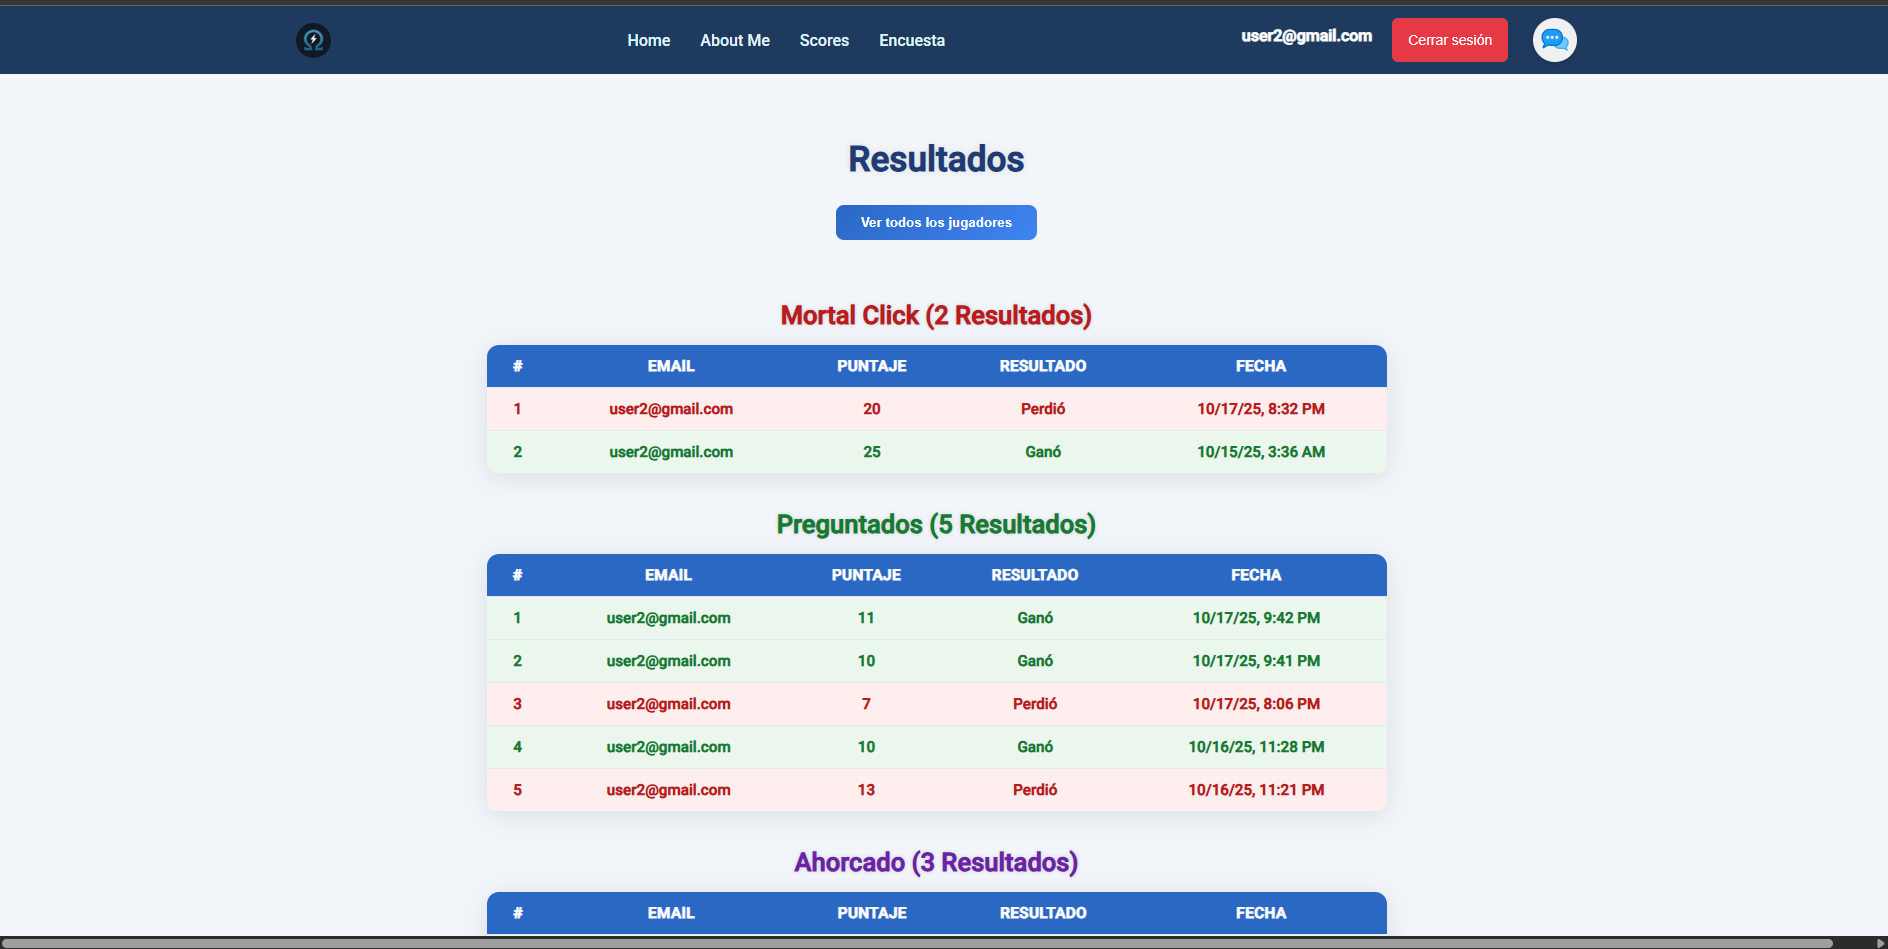 Home About Me Scores Encuesta user2@gmail.com Cerrar sesión
Resultados
Ver todos los jugadores
Mortal Click (2 Resultados)
# EMAIL PUNTAJE RESULTADO FECHA
1 user2@gmail.com 20 Perdió 10/17/25, 8:32 PM
2 user2@gmail.com 25 Ganó 10/15/25, 3:36 AM
Preguntados (5 Resultados)
# EMAIL PUNTAJE RESULTADO FECHA
1 user2@gmail.com 11 Ganó 10/17/25, 9:42 PM
2 user2@gmail.com 10 Ganó 10/17/25, 9:41 PM
3 user2@gmail.com 7 Perdió 10/17/25, 8:06 PM
4 user2@gmail.com 10 Ganó 10/16/25, 11:28 PM
5 user2@gmail.com 13 Perdió 10/16/25, 11:21 PM
Ahorcado (3 Resultados)
# EMAIL PUNTAJE RESULTADO FECHA